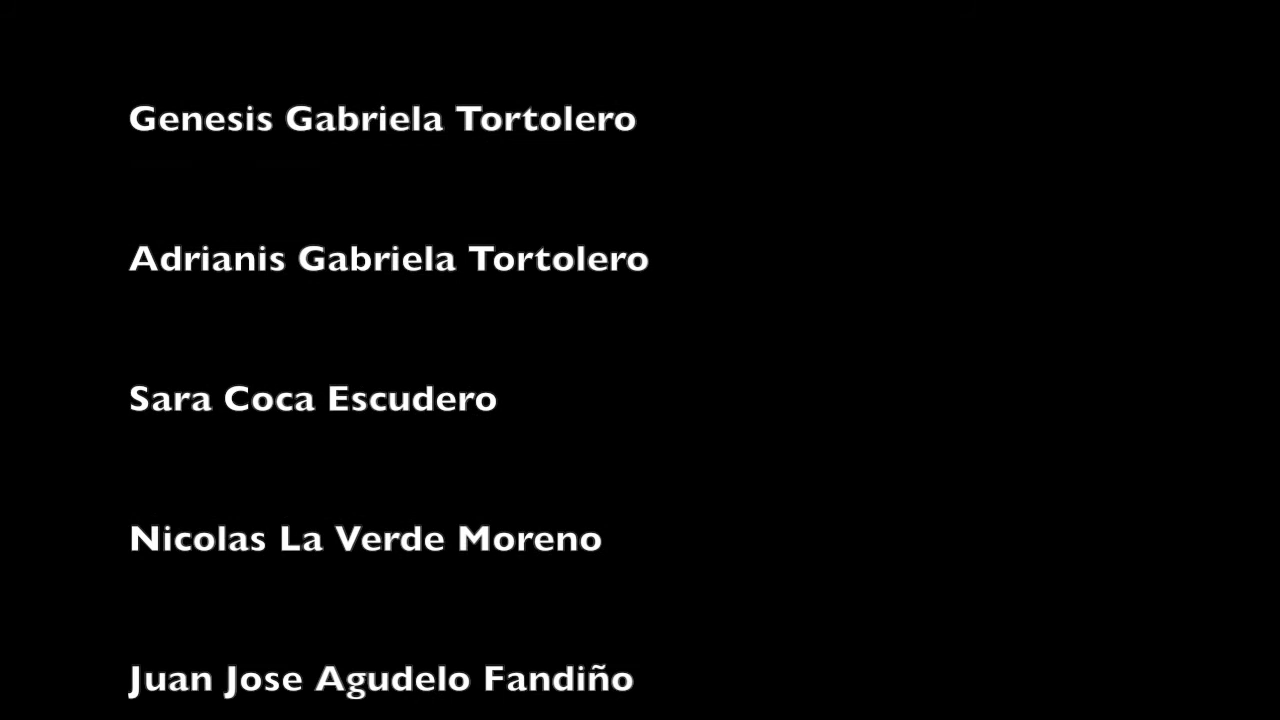 Genesis Gabriela Tortolero
Adrianis Gabriela Tortolero
Sara Coca Escudero
Nicolas La Verde Moreno
Juan Jose Agudelo Fandiño